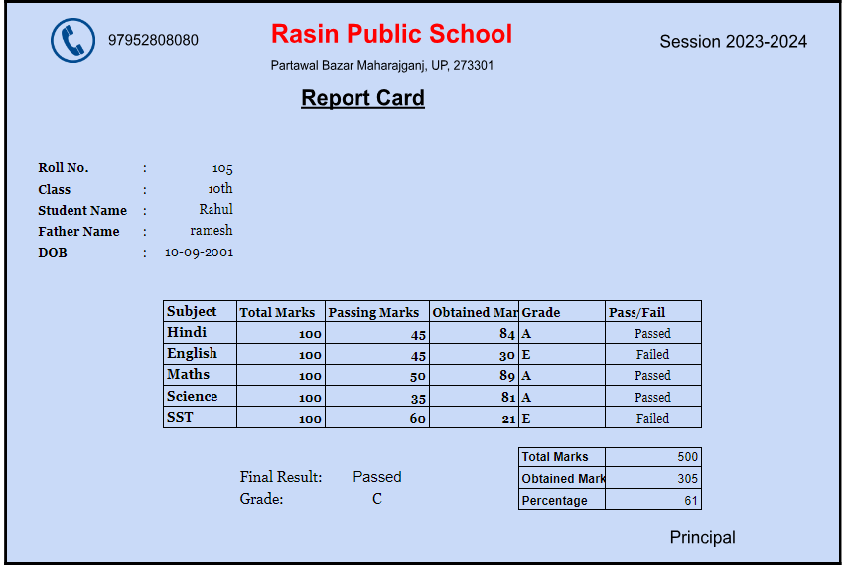 97952808080
Rasin Public School
Session 2023-2024
Partawal Bazar Maharajganj, UP, 273301
Report Card
Roll No. : 105
Class : 10th
Student Name : Rahul
Father Name : ramesh
DOB : 10-09-2001
Subject Total Marks Passing Marks Obtained Mar Grade Pass/Fail
Hindi 100 45 84 A Passed
English 100 45 30 E Failed
Maths 100 50 89 A Passed
Science 100 35 81 A Passed
SST 100 60 21 E Failed
Total Marks 500
Final Result: Passed
Obtained Mark 305
Grade: C
Percentage 61
Principal